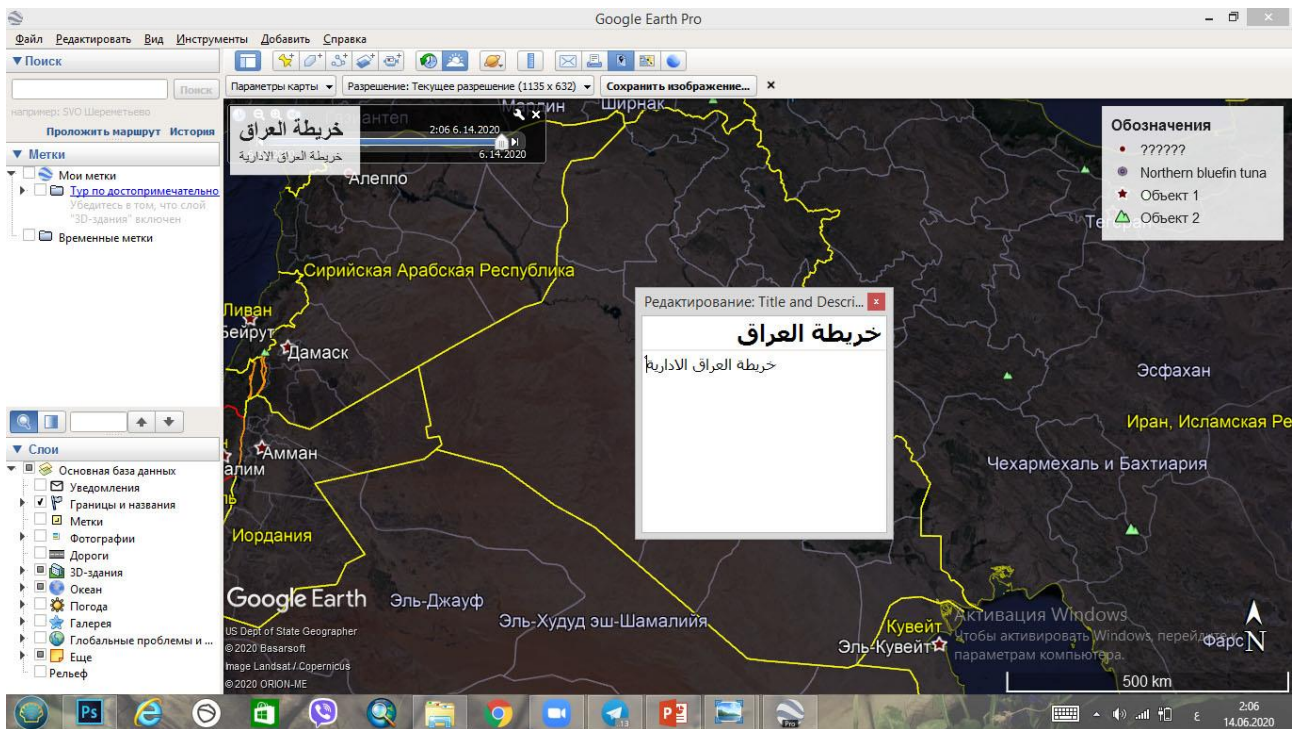 Google Earth Pro
Файл Редактировать Вид Инструменты Добавить Справка
Поиск
Поиск
например: SVO Шереметьево
Проложить маршрут История
Метки
Мои метки
Тур по достопримечательно
Убедитесь в том, что слой
"3D-здания" включен
Временные метки
Слои
Основная база данных
Уведомления
Границы и названия
Метки
Фотографии
Дороги
3D-здания
Океан
Погода
Галерея
Глобальные проблемы и ...
Еще
Рельеф
Параметры карты Разрешение: Текущее разрешение (1135 x 632) Сохранить изображение... x
خريطة العراق
خريطة العراق الادارية
2:06 6.14.2020
6.14.2020
Ширнак
Алеппо
Сирийская Арабская Республика
Ливан
Бейрут
Дамаск
Амман
алим
Иордания
Эль-Джауф
Эль-Худуд эш-Шамалийя
Кувейт
Эль-Кувейт
Эсфахан
Иран, Исламская Ре
Чехармехаль и Бахтиария
Фарс
Обозначения
??????
Northern bluefin tuna
Объект 1
Объект 2
Редактирование: Title and Descri... x
خريطة العراق
خريطة العراق الادارية
Активация Windows
Чтобы активировать Windows, перейдите к
параметрам компьютера.
N
500 km
Google Earth
US Dept of State Geographer
© 2020 Basarsoft
Image Landsat / Copernicus
© 2020 ORION-ME
Ps
13
Pro
ع
2:06
14.06.2020